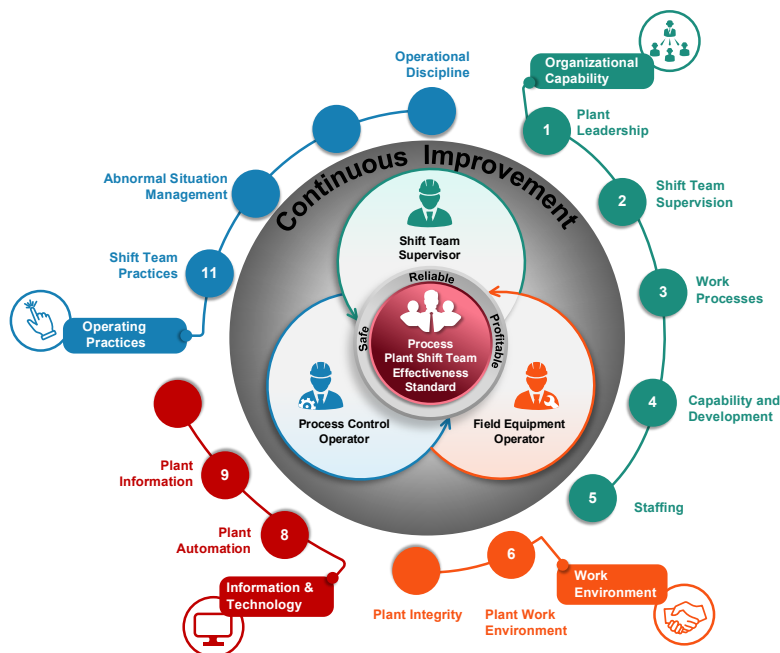 Organizational
Capability
1
Plant
Leadership
2
Shift Team
Supervision
3
Work
Processes
4
Capability and
Development
5
Staffing
Work
Environment
6
Plant Work
Environment
Plant Integrity
Information &
Technology
8
Plant
Automation
9
Plant
Information
Operating
Practices
11
Shift Team
Practices
Abnormal Situation
Management
Operational
Discipline
Continuous Improvement
Shift Team
Supervisor
Reliable
Safe
Profitable
Process
Plant Shift Team
Effectiveness
Standard
Process Control
Operator
Field Equipment
Operator